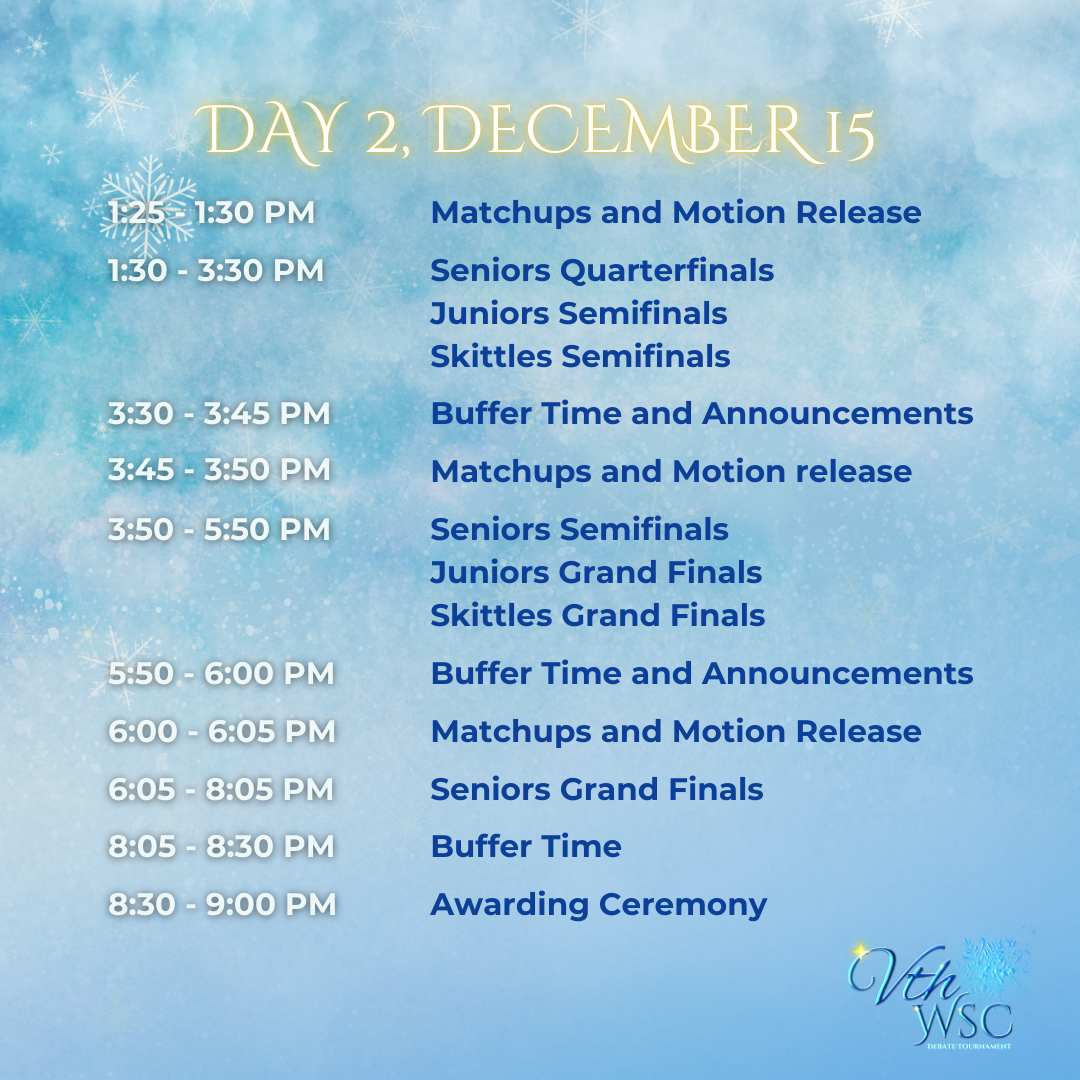 DAY 2, DECEMBER 15
1:25 - 1:30 PM Matchups and Motion Release
1:30 - 3:30 PM Seniors Quarterfinals
Juniors Semifinals
Skittles Semifinals
3:30 - 3:45 PM Buffer Time and Announcements
3:45 - 3:50 PM Matchups and Motion release
3:50 - 5:50 PM Seniors Semifinals
Juniors Grand Finals
Skittles Grand Finals
5:50 - 6:00 PM Buffer Time and Announcements
6:00 - 6:05 PM Matchups and Motion Release
6:05 - 8:05 PM Seniors Grand Finals
8:05 - 8:30 PM Buffer Time
8:30 - 9:00 PM Awarding Ceremony
Vth
WSC
DEBATE TOURNAMENT